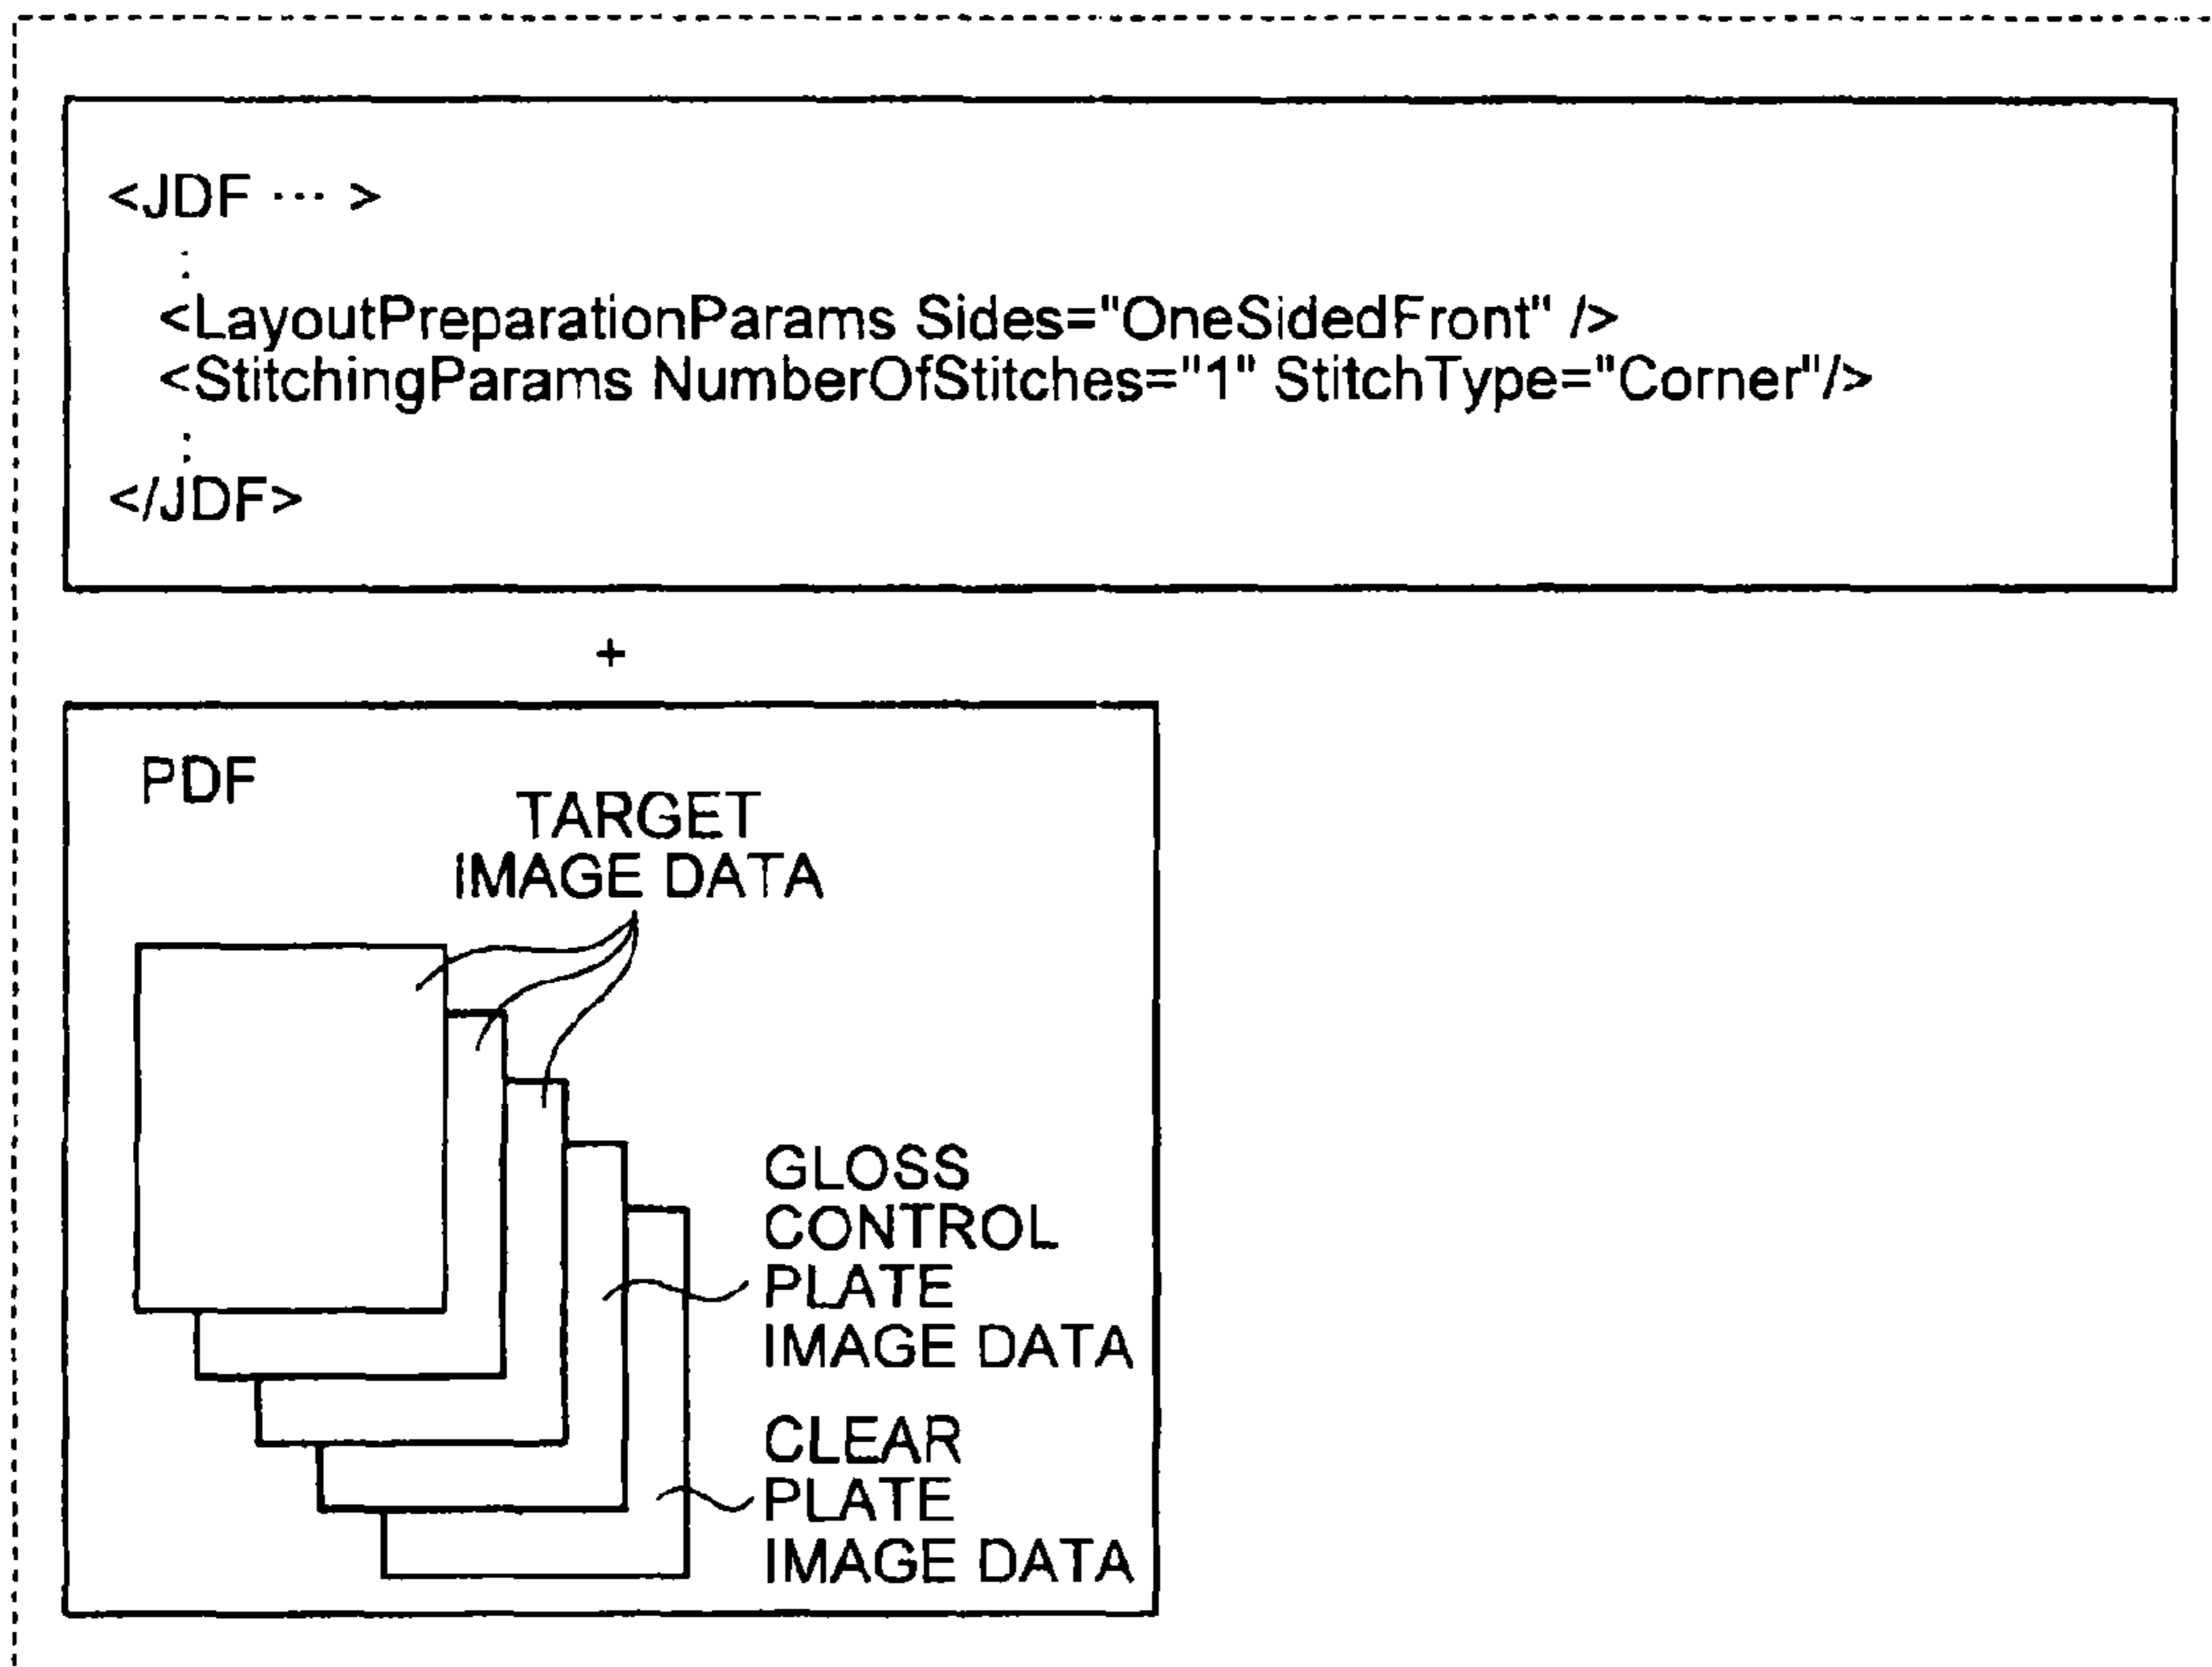 <JDF ··· >
:
<LayoutPreparationParams Sides="OneSidedFront" />
<StitchingParams NumberOfStitches="1" StitchType="Corner"/>
:
</JDF>
+
PDF
TARGET
IMAGE DATA
GLOSS
CONTROL
PLATE
IMAGE DATA
CLEAR
PLATE
IMAGE DATA